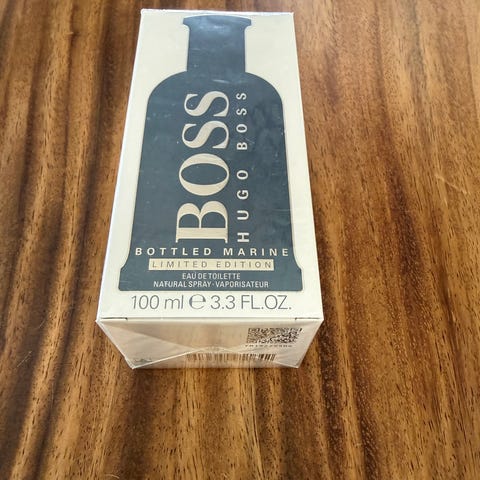 BOSS
HUGO BOSS
BOTTLED MARINE
LIMITED EDITION
EAU DE TOILETTE
NATURAL SPRAY-VAPORISATEUR
100 ml ℮ 3.3 FL.OZ.